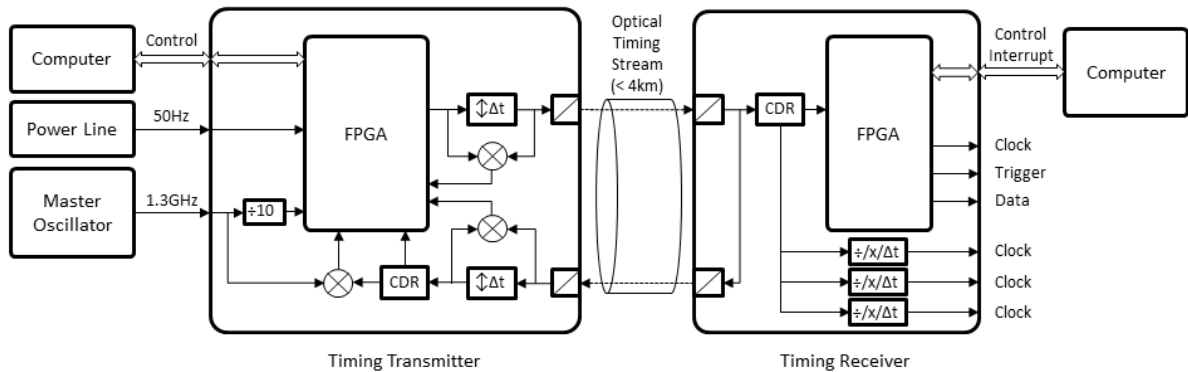 Computer
Control
Power Line
50Hz
Master
Oscillator
1.3GHz
÷10
FPGA
↕Δt
CDR
↕Δt
Timing Transmitter
Optical
Timing
Stream
(< 4km)
CDR
FPGA
÷/x/Δt
÷/x/Δt
÷/x/Δt
Timing Receiver
Control
Interrupt
Computer
Clock
Trigger
Data
Clock
Clock
Clock